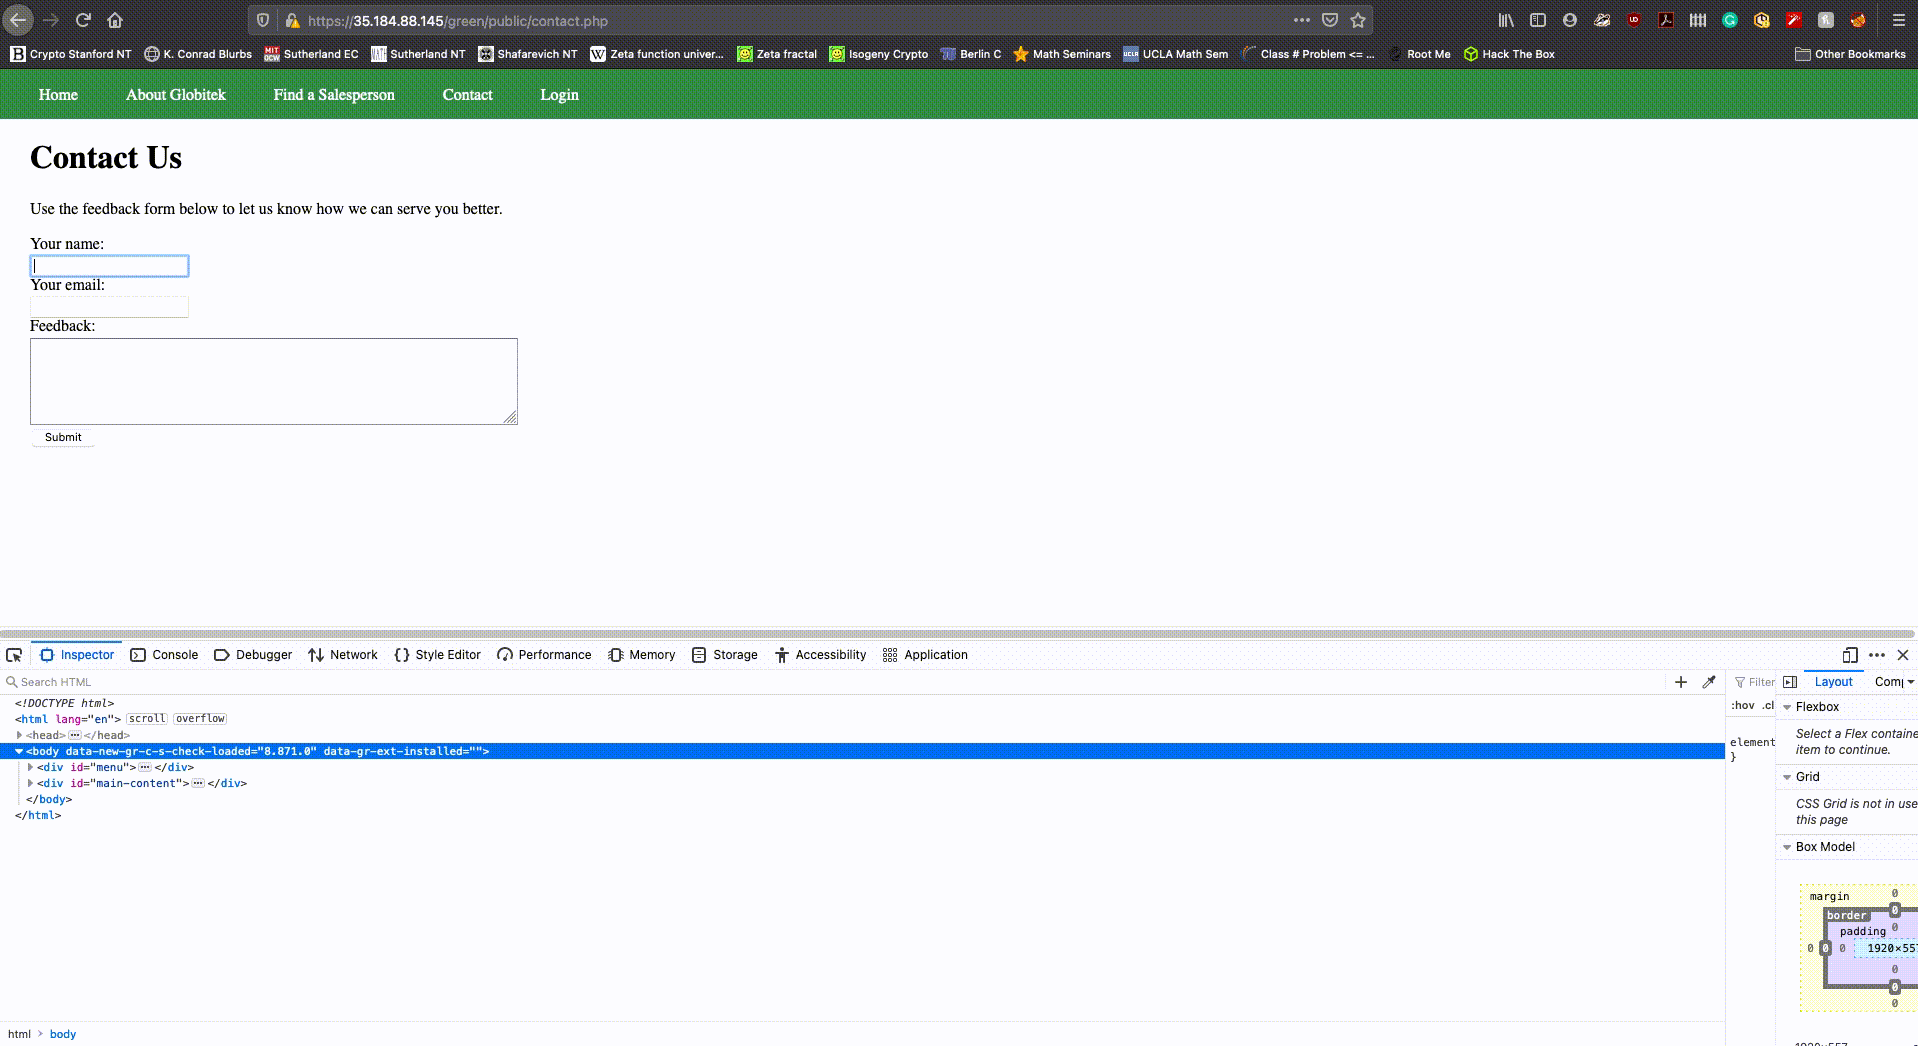 https://35.184.88.145/green/public/contact.php
Crypto Stanford NT K. Conrad Blurbs Sutherland EC Sutherland NT Shafarevich NT Zeta function univer... Zeta fractal Isogeny Crypto Berlin C Math Seminars UCLA Math Sem Class # Problem <= ... Root Me Hack The Box Other Bookmarks
Home About Globitek Find a Salesperson Contact Login
Contact Us
Use the feedback form below to let us know how we can serve you better.
Your name:
Your email:
Feedback:
Submit
Inspector Console Debugger Network Style Editor Performance Memory Storage Accessibility Application
Search HTML
Filter
Layout
:hov .cl
<!DOCTYPE html>
<html lang="en"> scroll overflow
<head> </head>
<body data-new-gr-c-s-check-loaded="8.871.0" data-gr-ext-installed="">
<div id="menu"> </div>
<div id="main-content"> </div>
</body>
</html>
element
}
Flexbox
Select a Flex containe
item to continue.
Grid
CSS Grid is not in use
this page
Box Model
margin 0
border 0
padding 0
0 0 0 1920×557
0
0
0
html > body